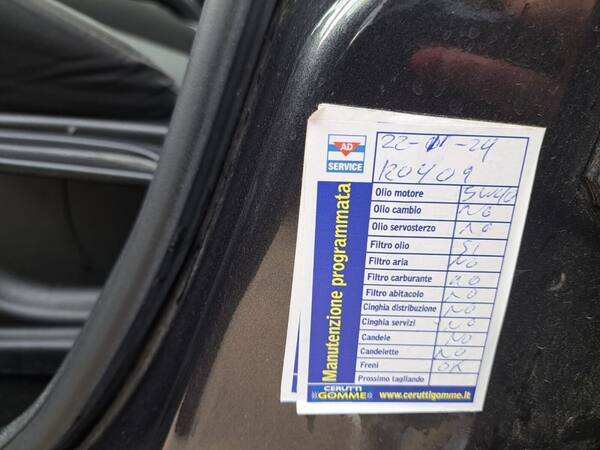 AD
SERVICE
Manutenzione programmata
22-01-24
120409
Olio motore 5W40
Olio cambio NO
Olio servosterzo NO
Filtro olio SI
Filtro aria NO
Filtro carburante NO
Filtro abitacolo NO
Cinghia distribuzione NO
Cinghia servizi NO
Candele NO
Candelette NO
Freni OK
Prossimo tagliando
CERUTTI
GOMME www.ceruttigomme.it